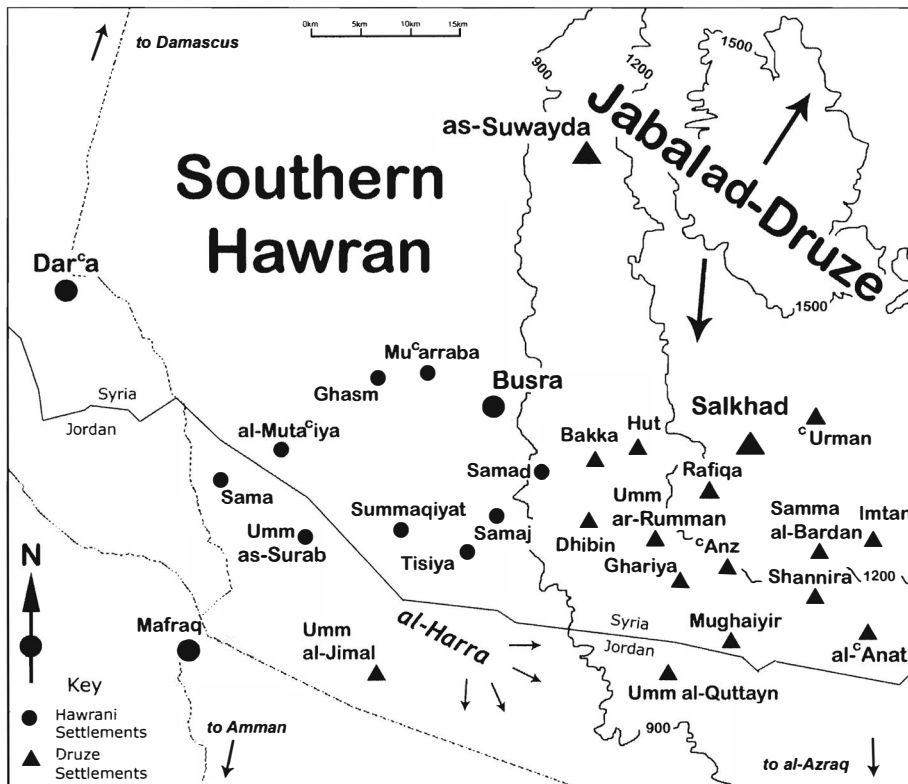 to Damascus
0km 5km 10km 15km
900
1200
1500
as-Suwayda
Jabal ad-Druze
Southern
Hawran
Darᶜa
1500
Muᶜarraba
Ghasm
Busra
Syria
Jordan
al-Mutaᶜiya
Salkhad
Bakka
Hut
ᶜUrman
Samad
Rafiqa
Sama
Summaqiyat
Umm
ar-Rumman
Samma
al-Bardan
Imtan
Umm
as-Surab
Samaj
Tisiya
Dhibin
ᶜAnz
Ghariya
Shannira
1200
N
Mafraq
Umm
al-Jimal
al-Harra
Syria
Jordan
Mughaiyir
al-ᶜAnat
Umm al-Quttayn
Key
Hawrani
Settlements
Druze
Settlements
to Amman
900
to al-Azraq